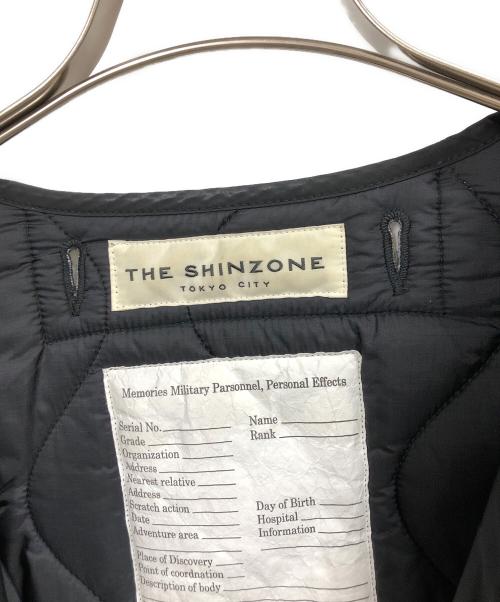 THE SHINZONE
TOKYO CITY
Memories Military Parsonnel, Personal Effects
Serial No.
Name
Grade
Rank
Organization
Address
Nearest relative
Address
Scratch action
Day of Birth
Date
Hospital
Adventure area
Information
Place of Discovery
Point of coordnation
Description of body